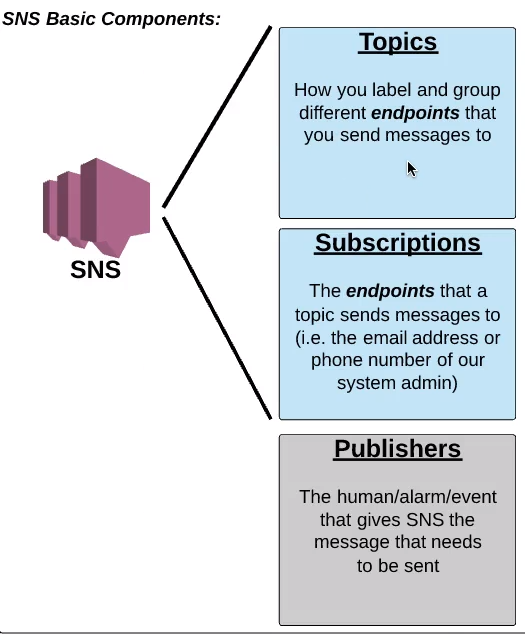 SNS Basic Components:
SNS
Topics
How you label and group
different endpoints that
you send messages to
Subscriptions
The endpoints that a
topic sends messages to
(i.e. the email address or
phone number of our
system admin)
Publishers
The human/alarm/event
that gives SNS the
message that needs
to be sent